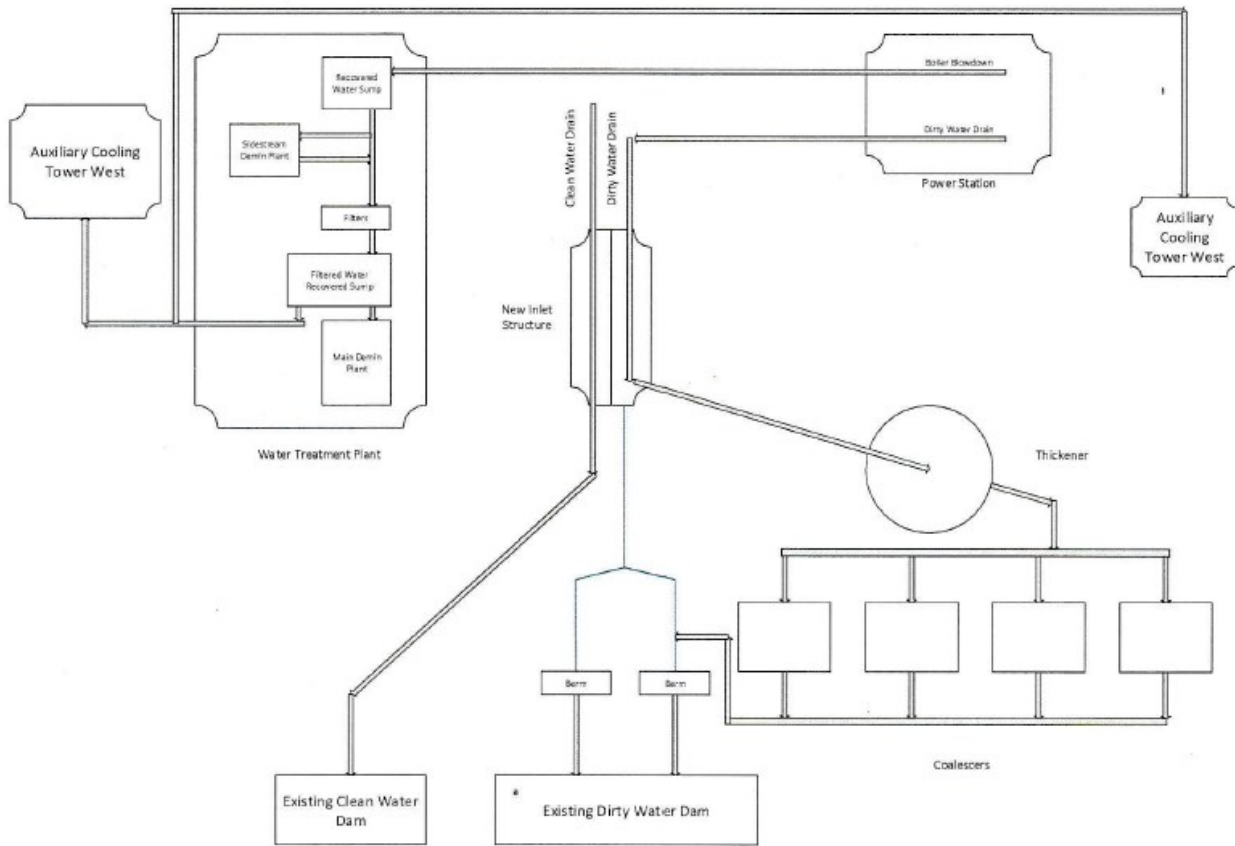 Boiler Blowdown
Recovered
Water Sump
Clean Water Drain
Dirty Water Drain
Dirty Water Drain
Sidestream
Demin Plant
Auxiliary Cooling
Tower West
Power Station
Filters
Auxiliary
Cooling
Tower West
Filtered Water
Recovered Sump
New Inlet
Structure
Main Demin
Plant
Water Treatment Plant
Thickener
Berm
Berm
Coalescers
Existing Clean Water
Dam
Existing Dirty Water Dam